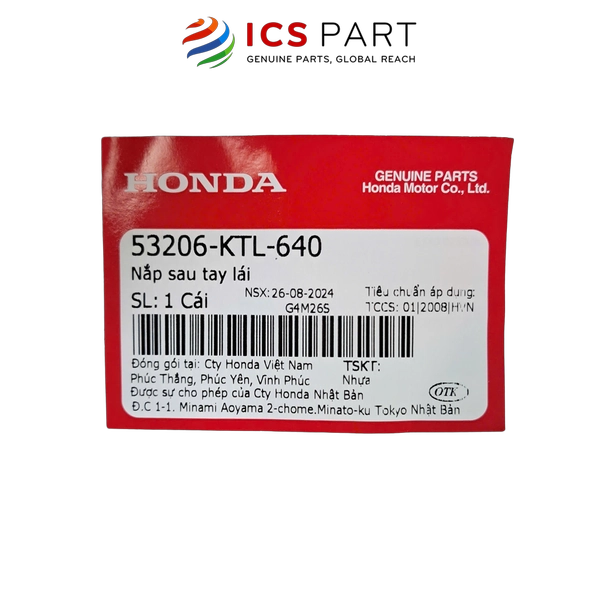 ICS PART
GENUINE PARTS, GLOBAL REACH
HONDA
GENUINE PARTS
Honda Motor Co., Ltd.
53206-KTL-640
Nắp sau tay lái
SL: 1 Cái
NSX: 26-08-2024
G4M26S
Tiêu chuẩn áp dụng:
TCCS: 01|2008|HVN
Đóng gói tại: Cty Honda Việt Nam
TSKT:
Phúc Thắng, Phúc Yên, Vĩnh Phúc
Nhựa
Được sự cho phép của Cty Honda Nhật Bản
OTK
Đ.C 1-1. Minami Aoyama 2-chome.Minato-ku Tokyo Nhật Bản